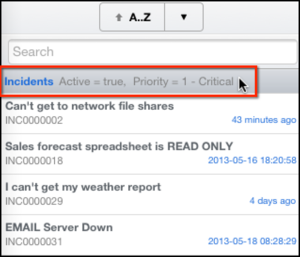 A..Z
Search
Incidents Active = true, Priority = 1 - Critical
Can't get to network file shares
INC0000002 43 minutes ago
Sales forecast spreadsheet is READ ONLY
INC0000018 2013-05-16 18:20:58
I can't get my weather report
INC0000029 4 days ago
EMAIL Server Down
INC0000031 2013-05-18 08:28:29